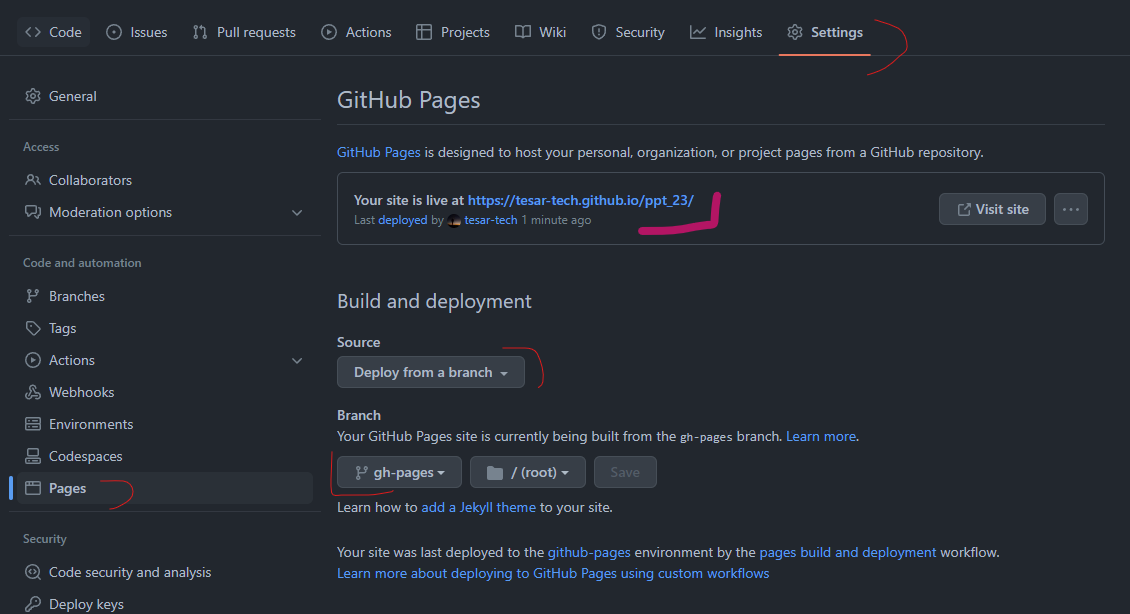 Code Issues Pull requests Actions Projects Wiki Security Insights Settings
General
Access
Collaborators
Moderation options
Code and automation
Branches
Tags
Actions
Webhooks
Environments
Codespaces
Pages
Security
Code security and analysis
Deploy keys
GitHub Pages
GitHub Pages is designed to host your personal, organization, or project pages from a GitHub repository.
Your site is live at https://tesar-tech.github.io/ppt_23/
Last deployed by tesar-tech 1 minute ago
Visit site
Build and deployment
Source
Deploy from a branch
Branch
Your GitHub Pages site is currently being built from the gh-pages branch. Learn more.
gh-pages / (root) Save
Learn how to add a Jekyll theme to your site.
Your site was last deployed to the github-pages environment by the pages build and deployment workflow.
Learn more about deploying to GitHub Pages using custom workflows